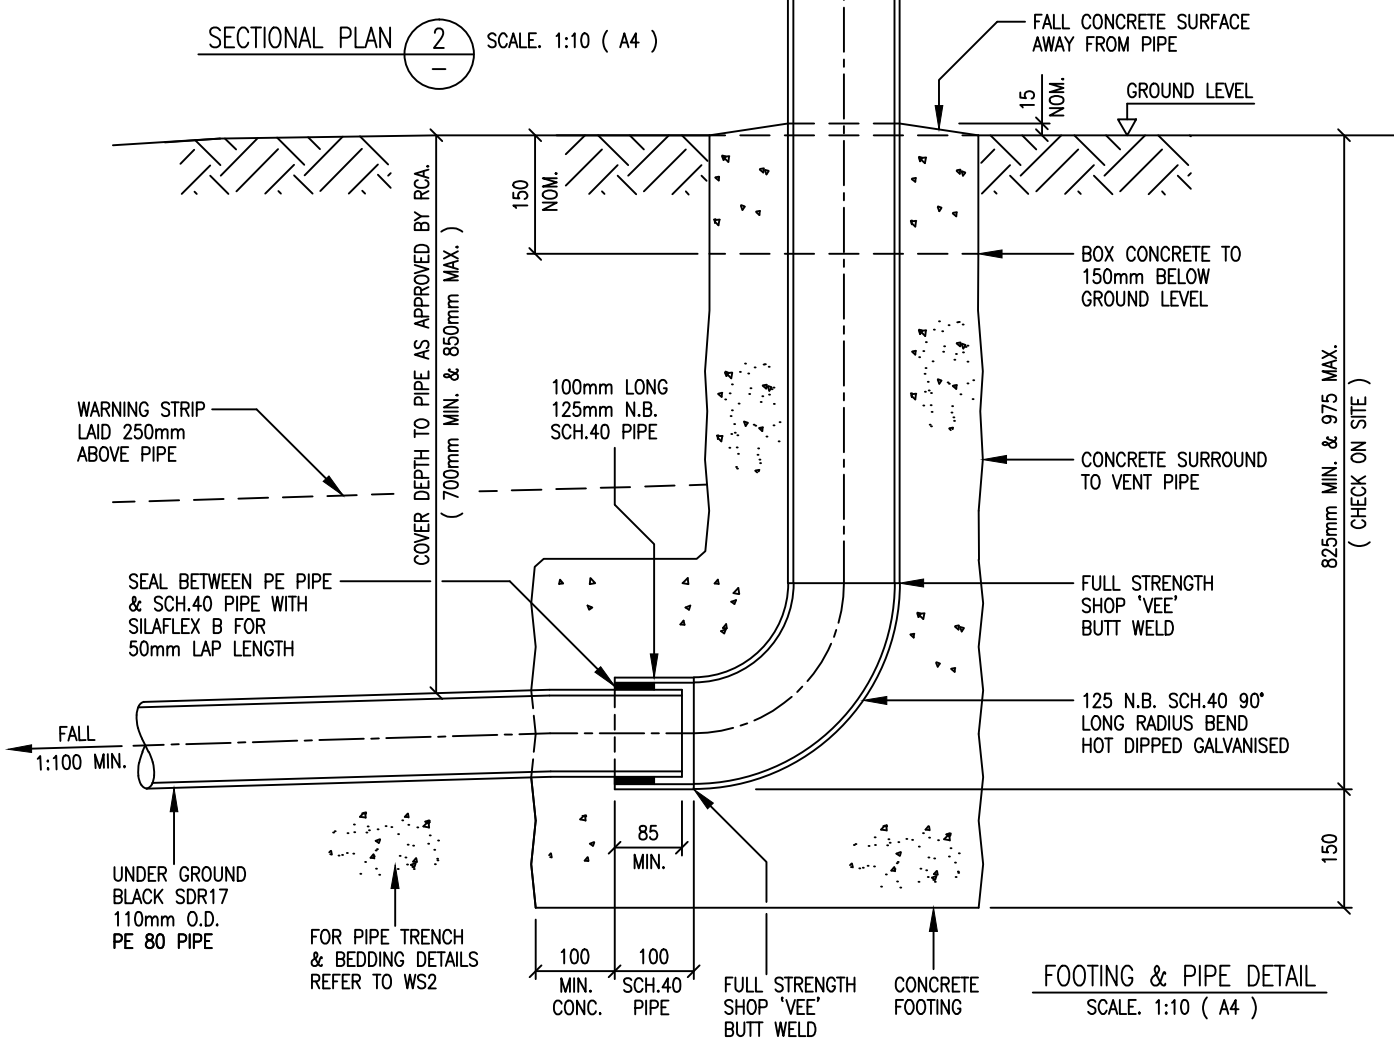 SECTIONAL PLAN
2
–
SCALE. 1:10 ( A4 )
FALL CONCRETE SURFACE
AWAY FROM PIPE
15
NOM.
GROUND LEVEL
150
NOM.
COVER DEPTH TO PIPE AS APPROVED BY RCA.
( 700mm MIN. & 850mm MAX. )
BOX CONCRETE TO
150mm BELOW
GROUND LEVEL
825mm MIN. & 975 MAX.
( CHECK ON SITE )
100mm LONG
125mm N.B.
SCH.40 PIPE
WARNING STRIP
LAID 250mm
ABOVE PIPE
CONCRETE SURROUND
TO VENT PIPE
SEAL BETWEEN PE PIPE
& SCH.40 PIPE WITH
SILAFLEX B FOR
50mm LAP LENGTH
FULL STRENGTH
SHOP 'VEE'
BUTT WELD
125 N.B. SCH.40 90°
LONG RADIUS BEND
HOT DIPPED GALVANISED
FALL
1:100 MIN.
85
MIN.
150
UNDER GROUND
BLACK SDR17
110mm O.D.
PE 80 PIPE
FOR PIPE TRENCH
& BEDDING DETAILS
REFER TO WS2
100
MIN.
CONC.
100
SCH.40
PIPE
FULL STRENGTH
SHOP 'VEE'
BUTT WELD
CONCRETE
FOOTING
FOOTING & PIPE DETAIL
SCALE. 1:10 ( A4 )